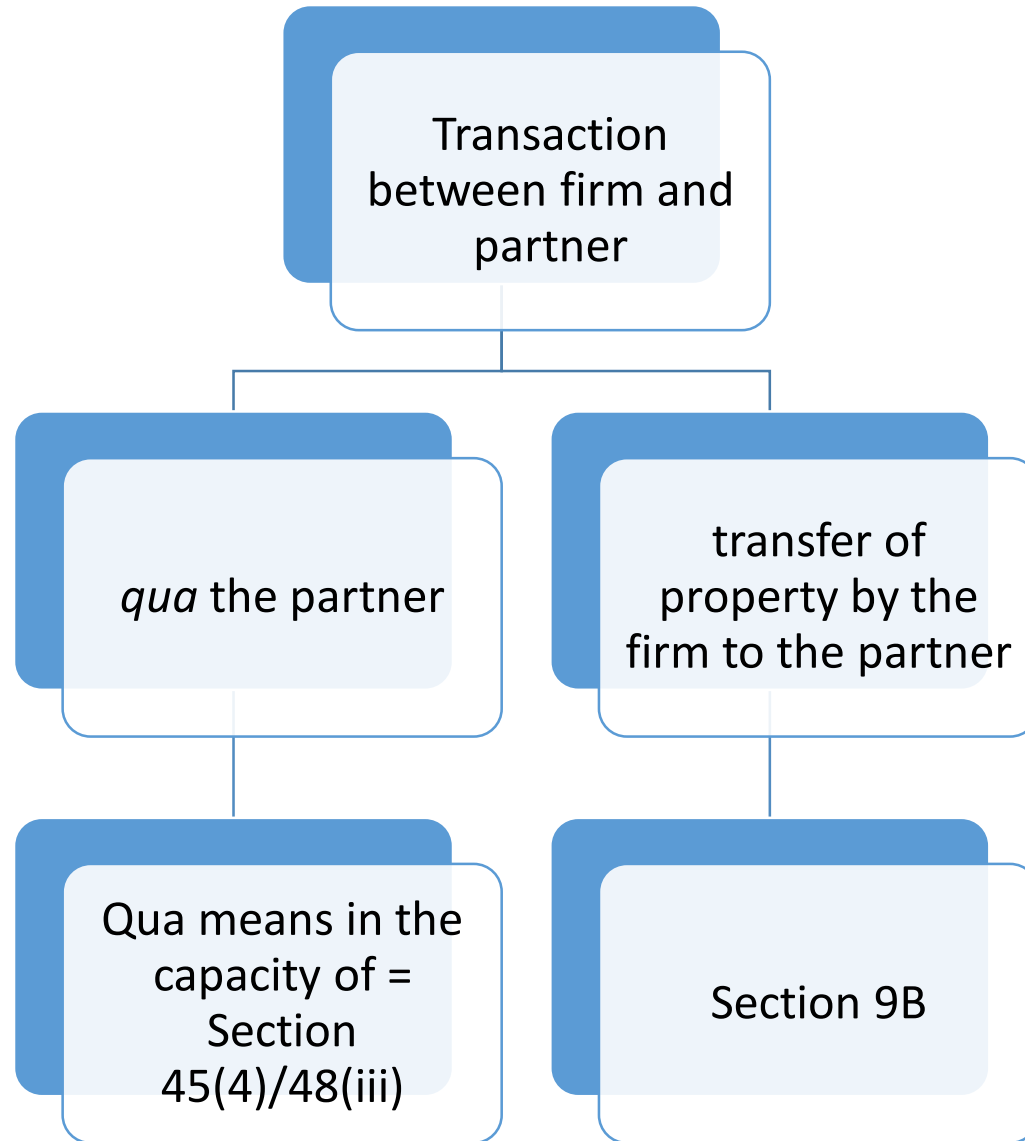 Transaction
between firm and
partner
qua the partner
transfer of
property by the
firm to the partner
Qua means in the
capacity of =
Section
45(4)/48(iii)
Section 9B